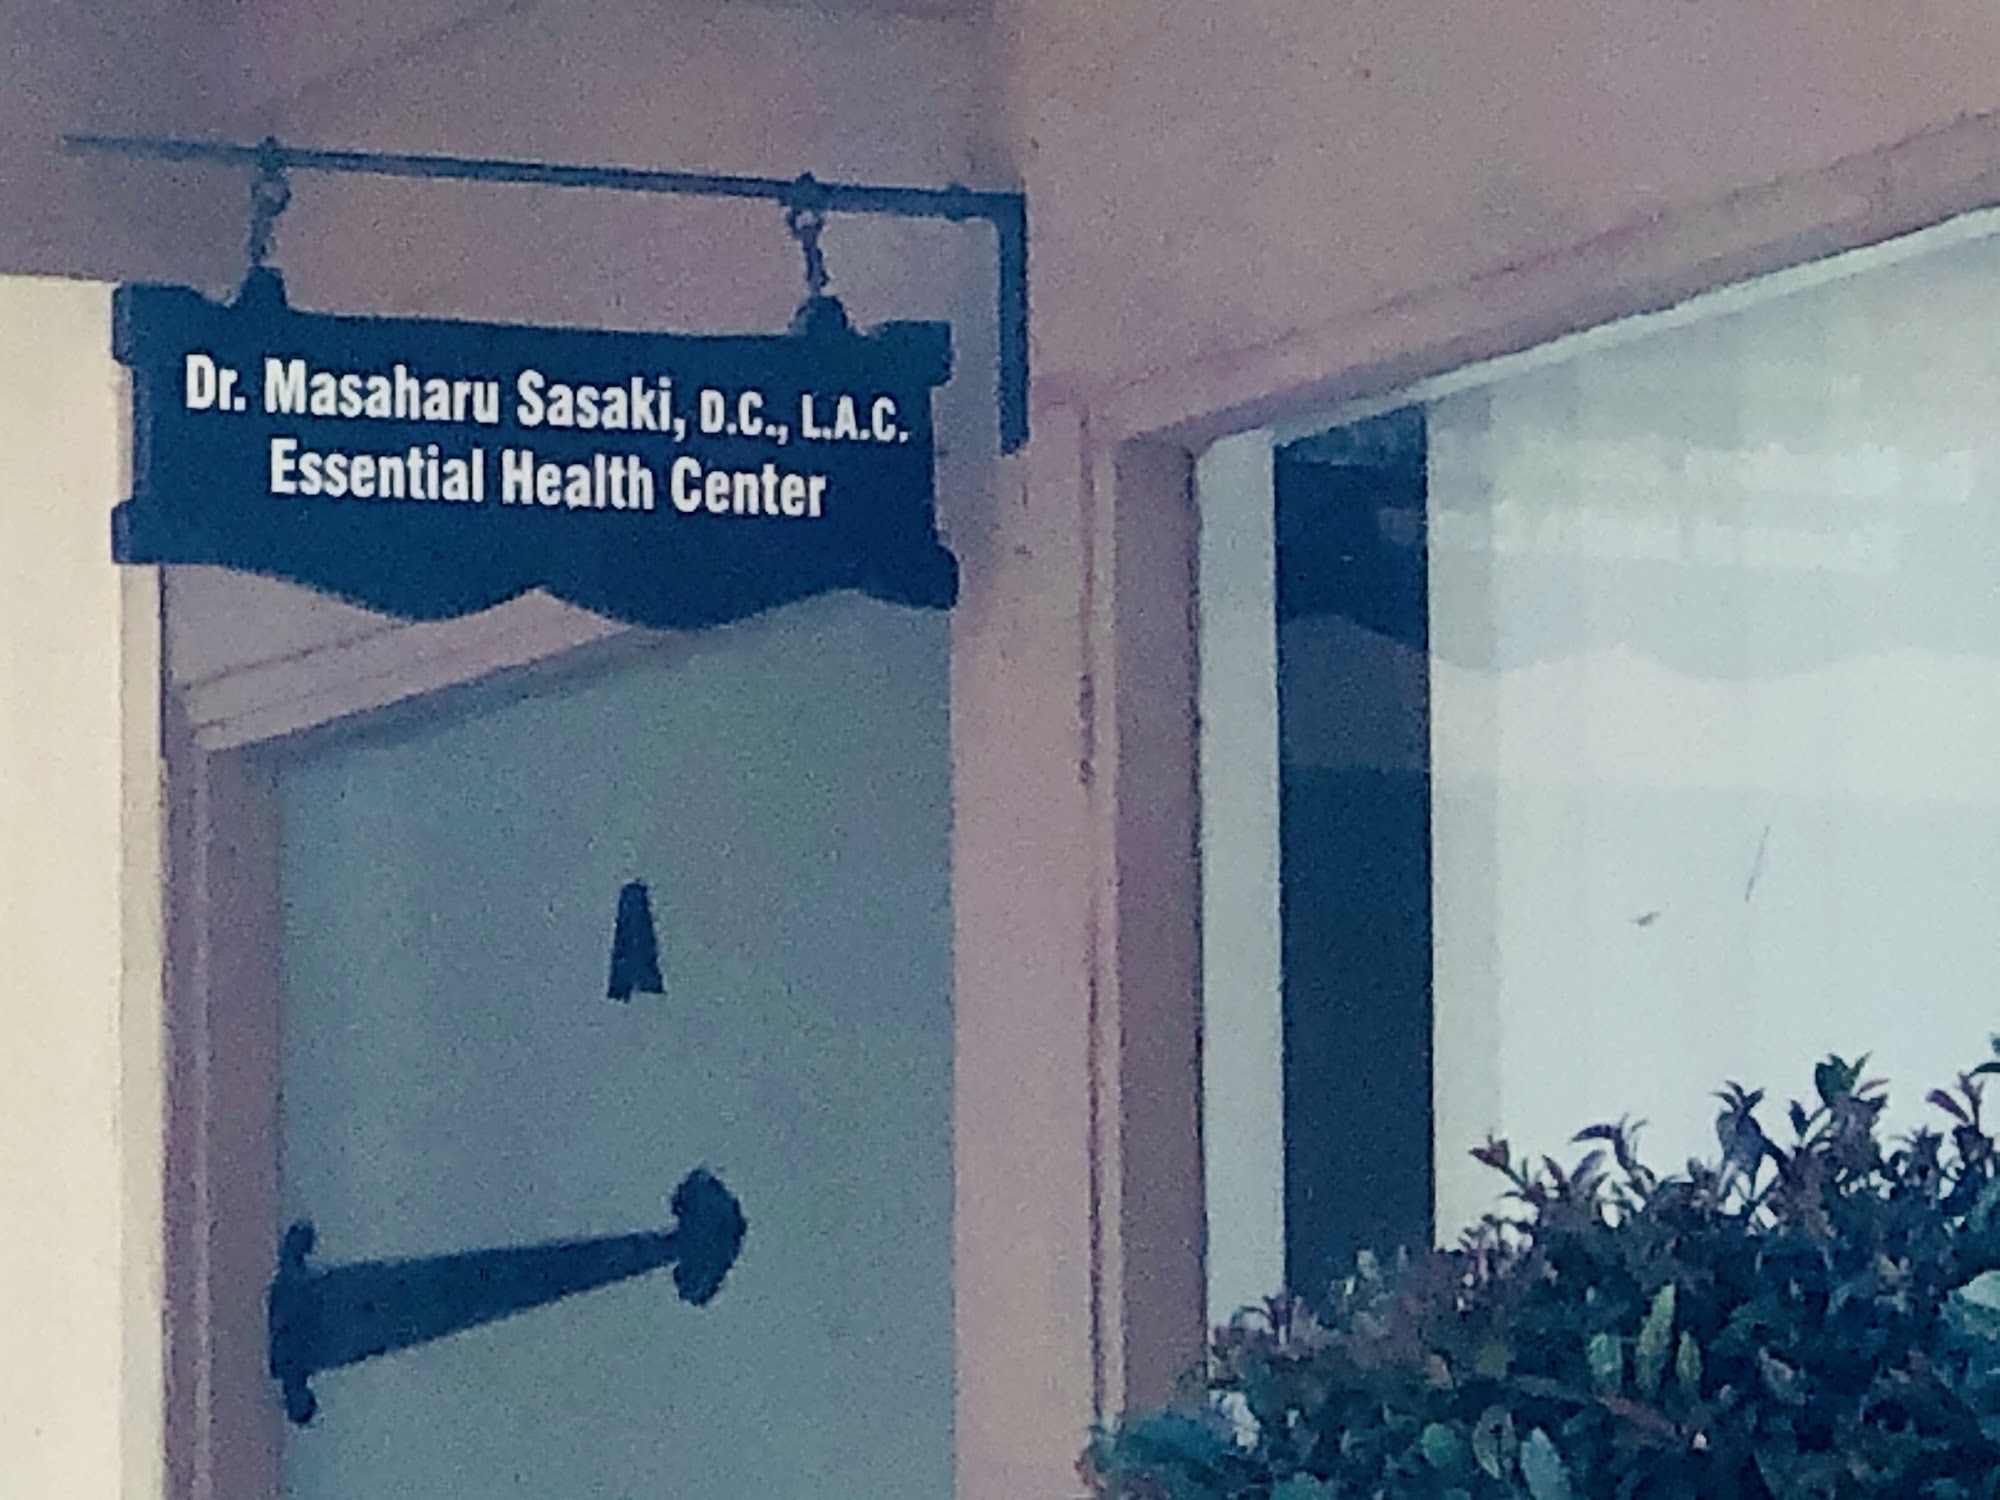 Dr. Masaharu Sasaki, D.C., L.A.C.
Essential Health Center
A